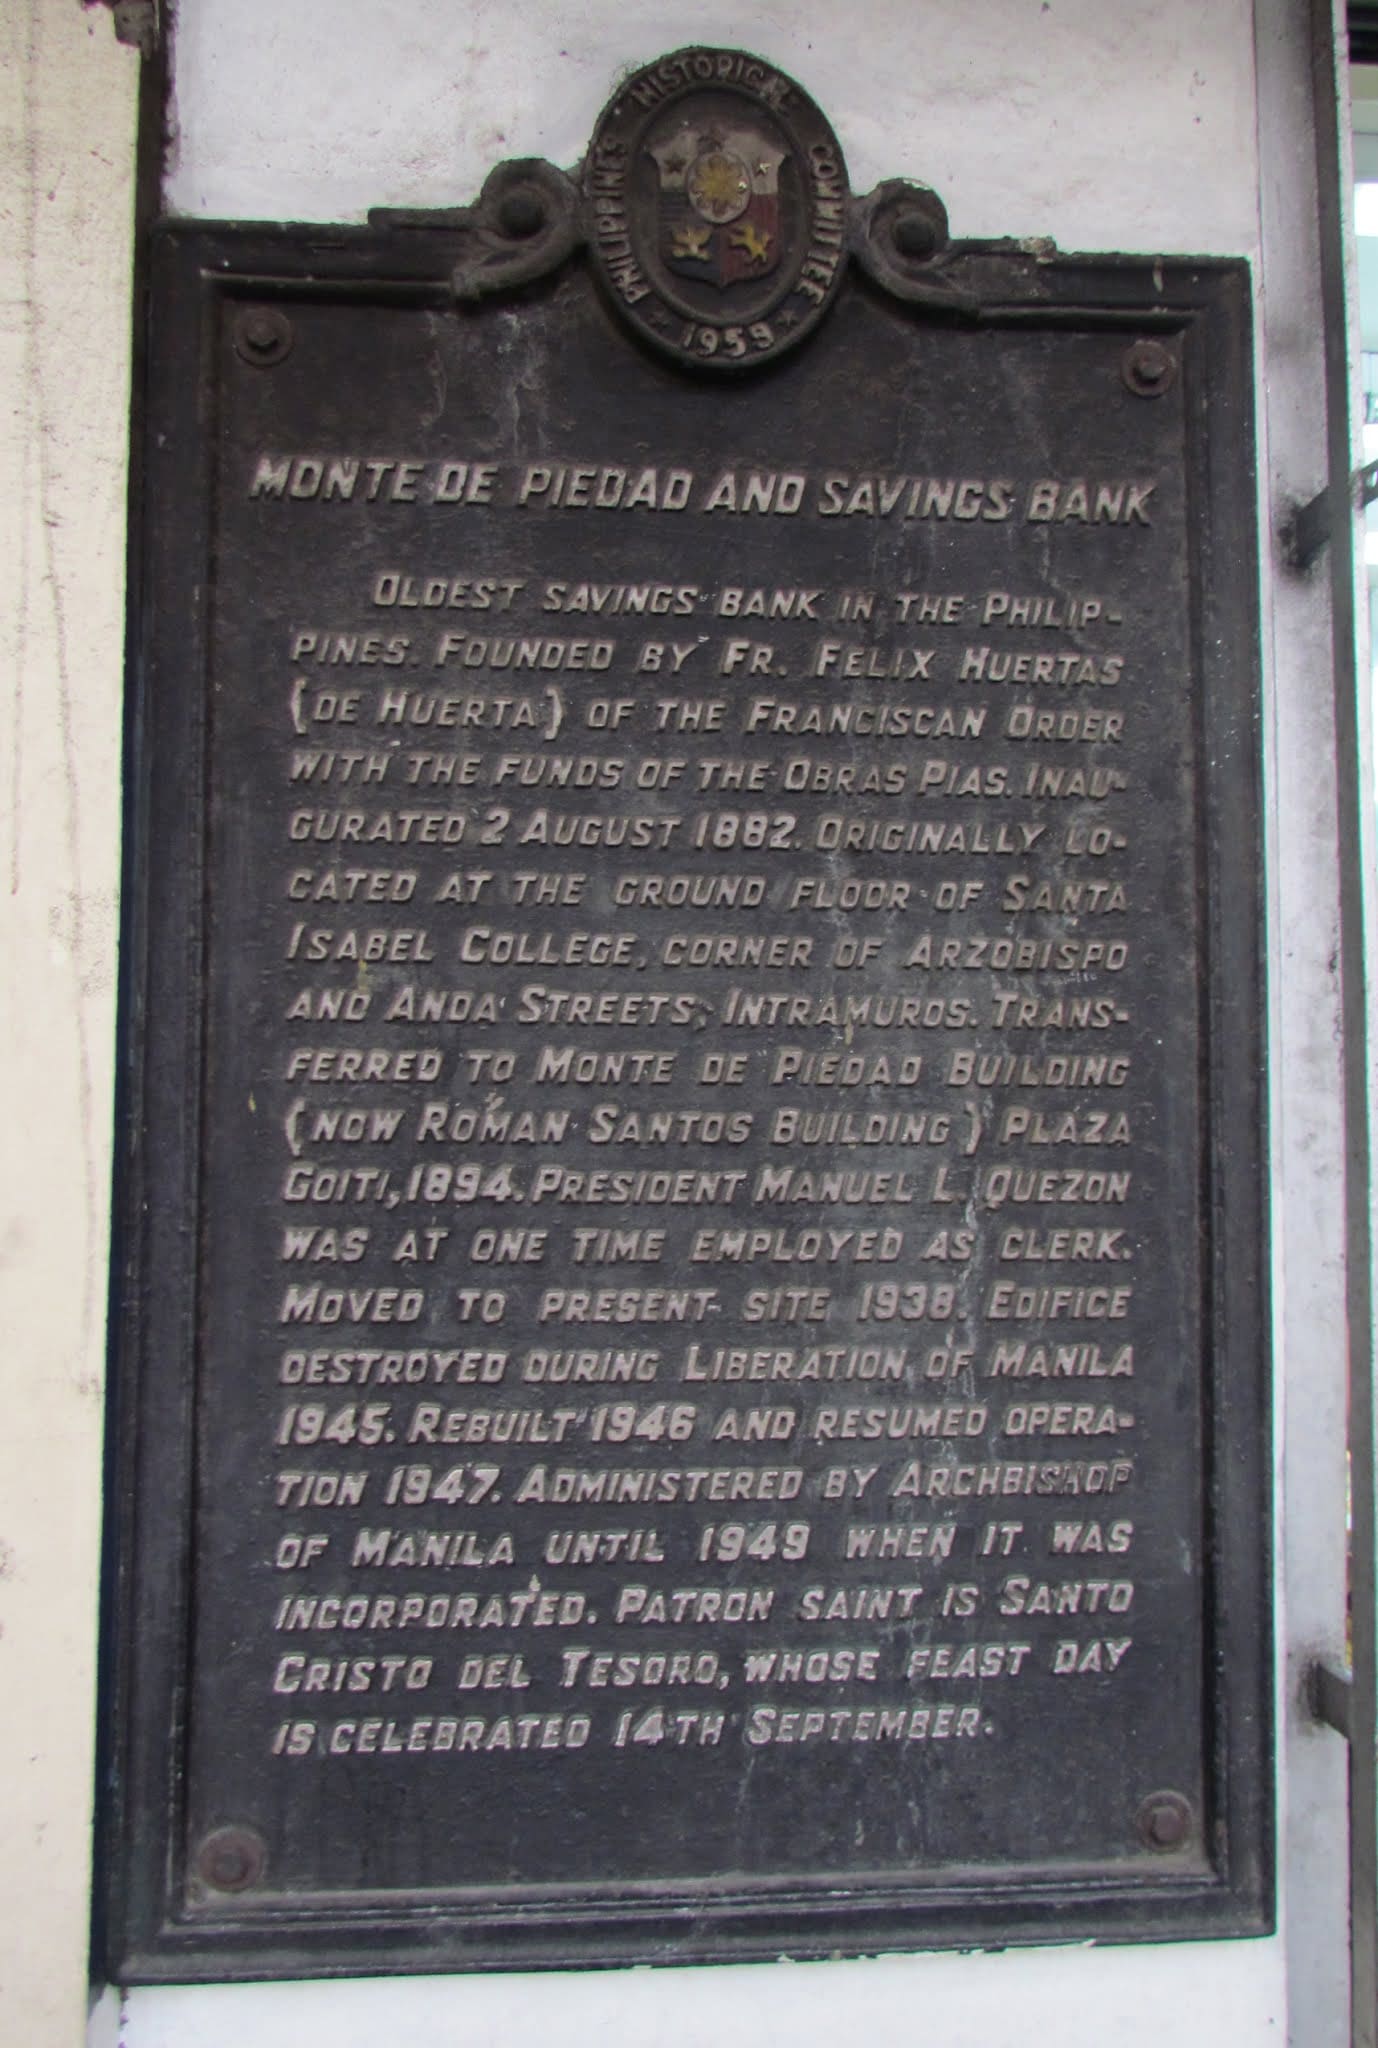 PHILIPPINES HISTORICAL COMMITTEE
1959
MONTE DE PIEDAD AND SAVINGS BANK
OLDEST SAVINGS BANK IN THE PHILIP-
PINES. FOUNDED BY FR. FELIX HUERTAS
(DE HUERTA) OF THE FRANCISCAN ORDER
WITH THE FUNDS OF THE OBRAS PIAS. INAU-
GURATED 2 AUGUST 1882. ORIGINALLY LO-
CATED AT THE GROUND FLOOR OF SANTA
ISABEL COLLEGE, CORNER OF ARZOBISPO
AND ANDA STREETS, INTRAMUROS. TRANS-
FERRED TO MONTE DE PIEDAD BUILDING
(NOW ROMAN SANTOS BUILDING) PLAZA
GOITI, 1894. PRESIDENT MANUEL L. QUEZON
WAS AT ONE TIME EMPLOYED AS CLERK.
MOVED TO PRESENT SITE 1938. EDIFICE
DESTROYED DURING LIBERATION OF MANILA
1945. REBUILT 1946 AND RESUMED OPERA-
TION 1947. ADMINISTERED BY ARCHBISHOP
OF MANILA UNTIL 1949 WHEN IT WAS
INCORPORATED. PATRON SAINT IS SANTO
CRISTO DEL TESORO, WHOSE FEAST DAY
IS CELEBRATED 14TH SEPTEMBER.